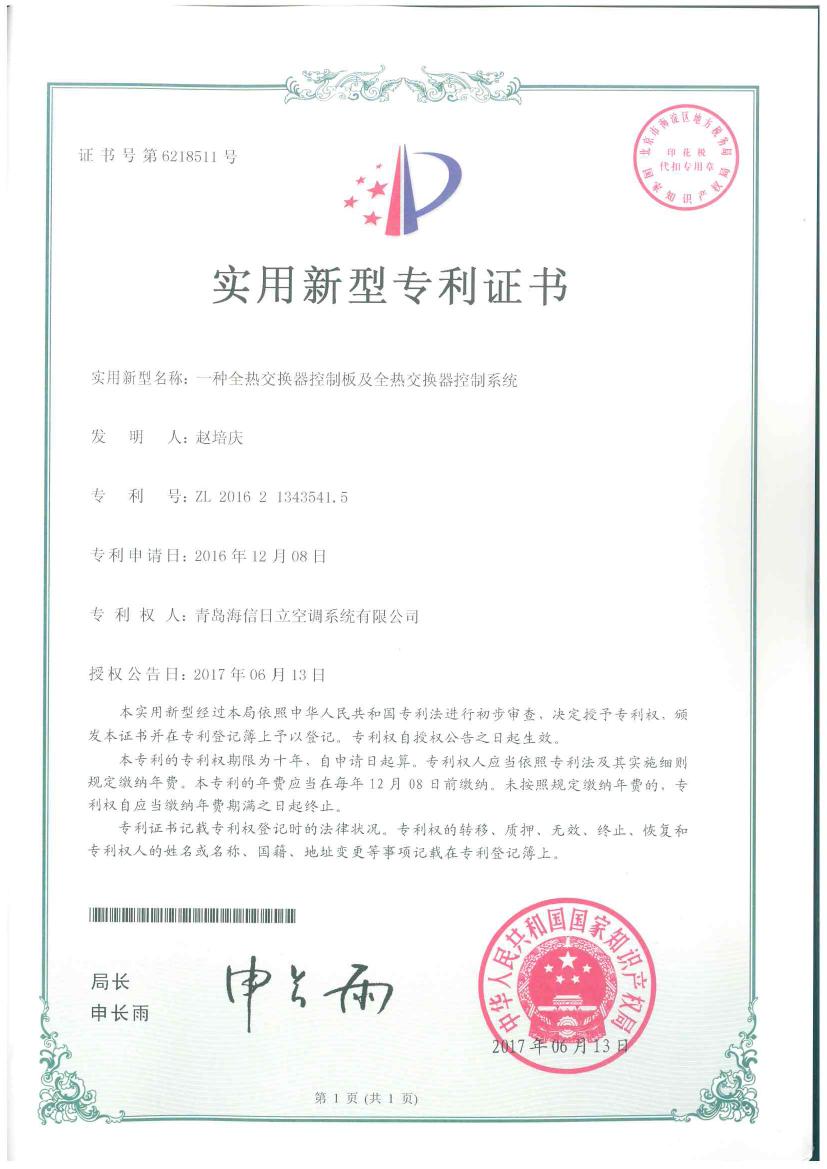 证书号第6218511号
北京市海淀区地方税务局
印花税
代扣专用章
国家知识产权局
实用新型专利证书
实用新型名称：一种全热交换器控制板及全热交换器控制系统
发 明 人：赵培庆
专 利 号：ZL 2016 2 1343541.5
专利申请日：2016年12月08日
专 利 权 人：青岛海信日立空调系统有限公司
授权公告日：2017年06月13日
本实用新型经过本局依照中华人民共和国专利法进行初步审查，决定授予专利权，颁
发本证书并在专利登记簿上予以登记。专利权自授权公告之日起生效。
本专利的专利权期限为十年，自申请日起算。专利权人应当依照专利法及其实施细则
规定缴纳年费。本专利的年费应当在每年12月08日前缴纳。未按照规定缴纳年费的，专
利权自应当缴纳年费期满之日起终止。
专利证书记载专利权登记时的法律状况。专利权的转移、质押、无效、终止、恢复和
专利权人的姓名或名称、国籍、地址变更等事项记载在专利登记簿上。
局长
申长雨
申长雨
中华人民共和国国家知识产权局
2017年06月13日
第1页(共1页)